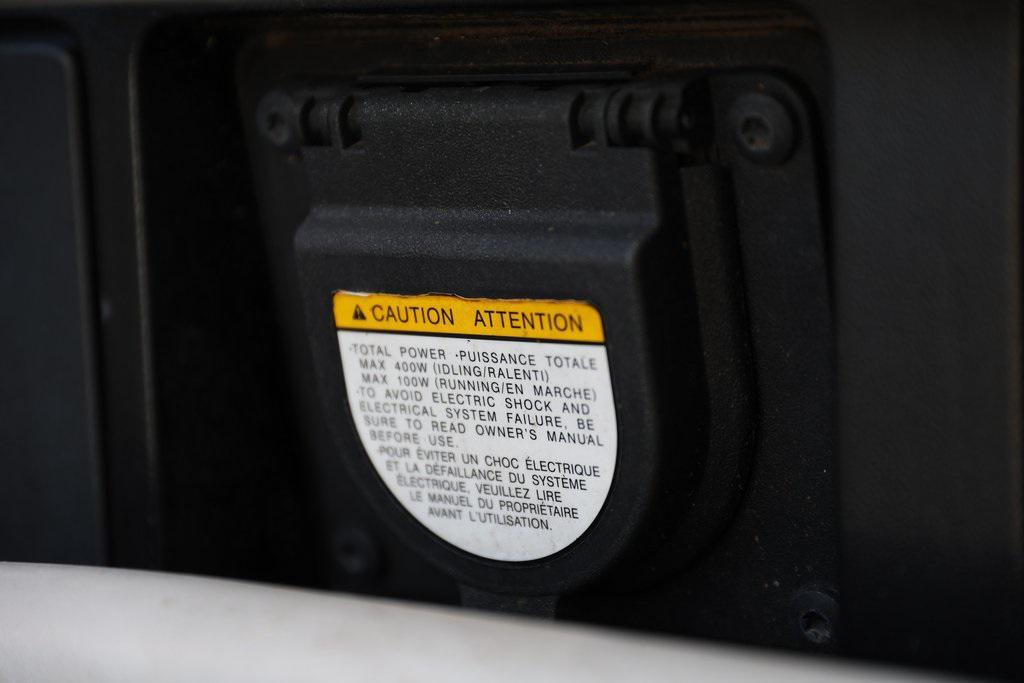 CAUTION ATTENTION
·TOTAL POWER ·PUISSANCE TOTALE
MAX 400W (IDLING/RALENTI)
MAX 100W (RUNNING/EN MARCHE)
·TO AVOID ELECTRIC SHOCK AND
ELECTRICAL SYSTEM FAILURE, BE
SURE TO READ OWNER'S MANUAL
BEFORE USE.
·POUR ÉVITER UN CHOC ÉLECTRIQUE
ET LA DÉFAILLANCE DU SYSTÈME
ÉLECTRIQUE, VEUILLEZ LIRE
LE MANUEL DU PROPRIÉTAIRE
AVANT L'UTILISATION.